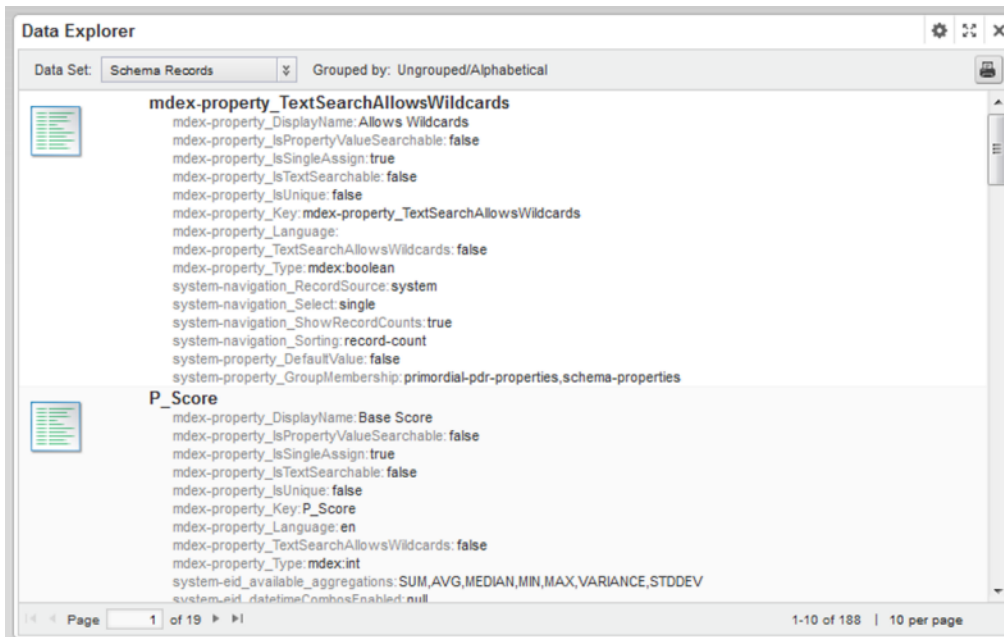 Data Explorer
Data Set: Schema Records Grouped by: Ungrouped/Alphabetical
mdex-property_TextSearchAllowsWildcards
mdex-property_DisplayName:Allows Wildcards
mdex-property_IsPropertyValueSearchable:false
mdex-property_IsSingleAssign:true
mdex-property_IsTextSearchable:false
mdex-property_IsUnique:false
mdex-property_Key:mdex-property_TextSearchAllowsWildcards
mdex-property_Language:
mdex-property_TextSearchAllowsWildcards:false
mdex-property_Type:mdex:boolean
system-navigation_RecordSource:system
system-navigation_Select:single
system-navigation_ShowRecordCounts:true
system-navigation_Sorting:record-count
system-property_DefaultValue:false
system-property_GroupMembership:primordial-pdr-properties,schema-properties
P_Score
mdex-property_DisplayName:Base Score
mdex-property_IsPropertyValueSearchable:false
mdex-property_IsSingleAssign:true
mdex-property_IsTextSearchable:false
mdex-property_IsUnique:false
mdex-property_Key:P_Score
mdex-property_Language:en
mdex-property_TextSearchAllowsWildcards:false
mdex-property_Type:mdex:int
system-eid_available_aggregations:SUM,AVG,MEDIAN,MIN,MAX,VARIANCE,STDDEV
system-eid_datetimeCombosEnabled:null
Page 1 of 19 1-10 of 188 | 10 per page